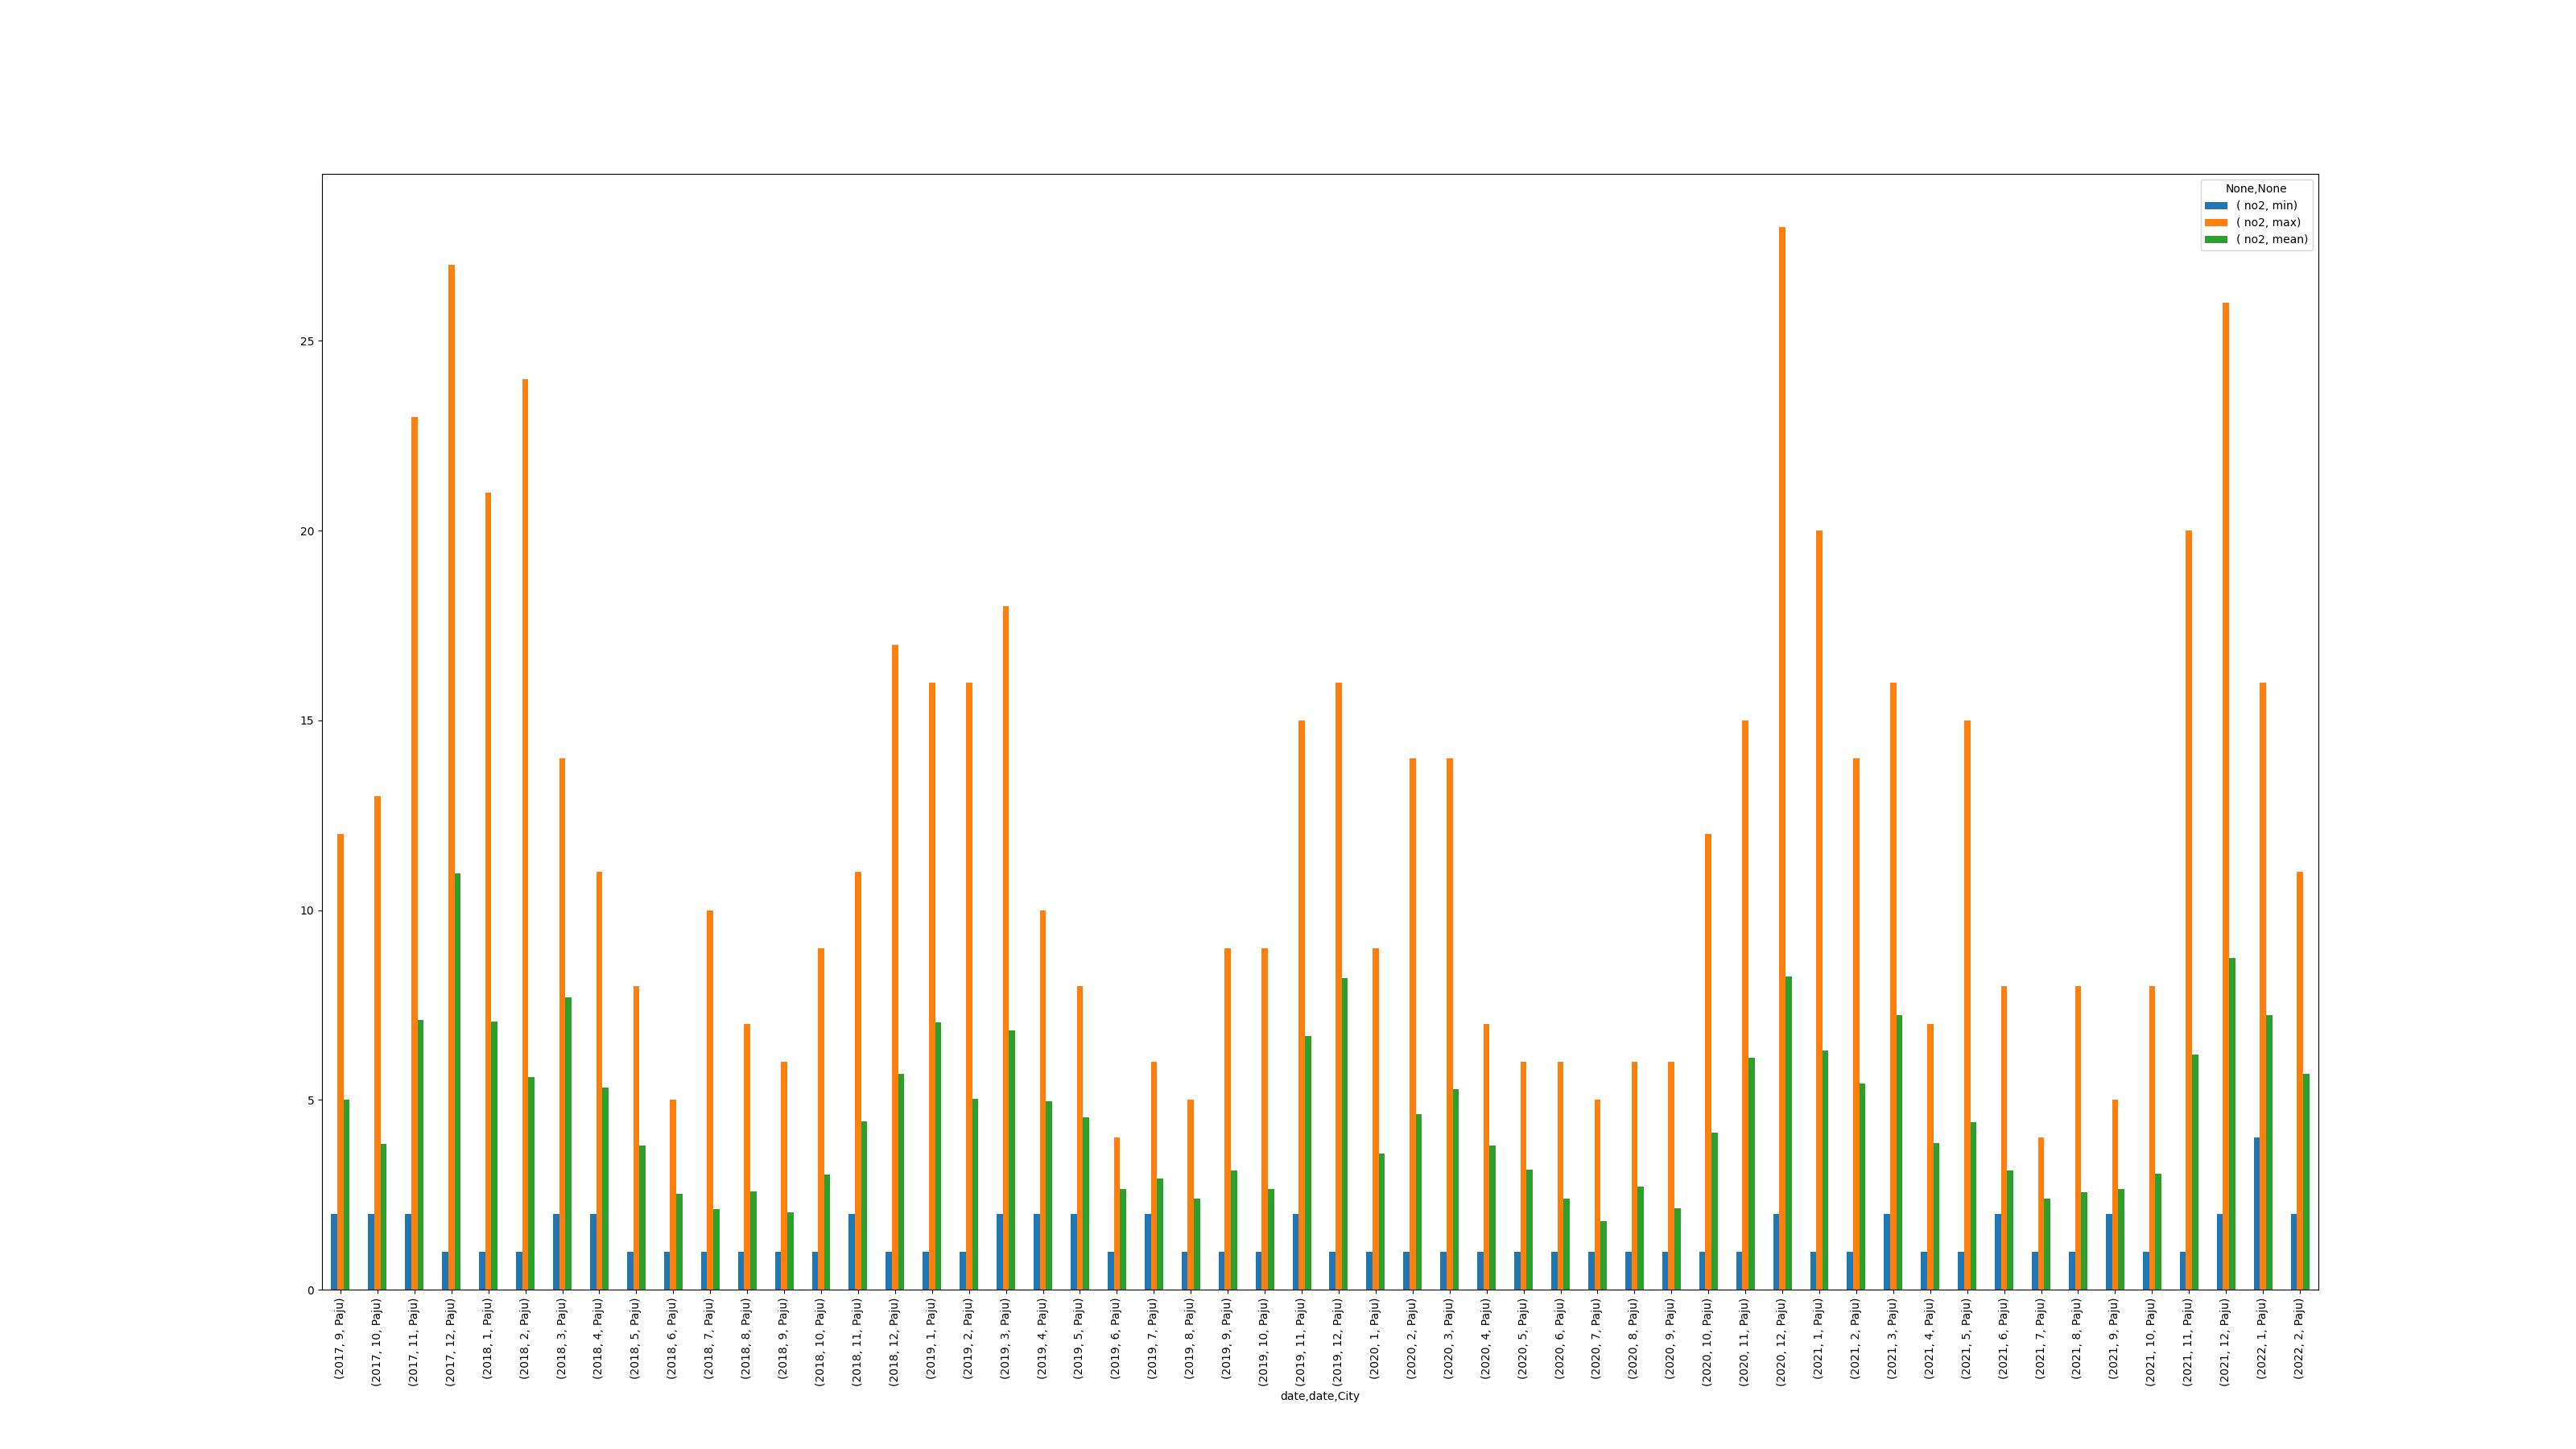 None,None
( no2, min)
( no2, max)
( no2, mean)
25
20
15
10
5
0
(2017, 9, Paju)
(2017, 10, Paju)
(2017, 11, Paju)
(2017, 12, Paju)
(2018, 1, Paju)
(2018, 2, Paju)
(2018, 3, Paju)
(2018, 4, Paju)
(2018, 5, Paju)
(2018, 6, Paju)
(2018, 7, Paju)
(2018, 8, Paju)
(2018, 9, Paju)
(2018, 10, Paju)
(2018, 11, Paju)
(2018, 12, Paju)
(2019, 1, Paju)
(2019, 2, Paju)
(2019, 3, Paju)
(2019, 4, Paju)
(2019, 5, Paju)
(2019, 6, Paju)
(2019, 7, Paju)
(2019, 8, Paju)
(2019, 9, Paju)
(2019, 10, Paju)
(2019, 11, Paju)
(2019, 12, Paju)
(2020, 1, Paju)
(2020, 2, Paju)
(2020, 3, Paju)
(2020, 4, Paju)
(2020, 5, Paju)
(2020, 6, Paju)
(2020, 7, Paju)
(2020, 8, Paju)
(2020, 9, Paju)
(2020, 10, Paju)
(2020, 11, Paju)
(2020, 12, Paju)
(2021, 1, Paju)
(2021, 2, Paju)
(2021, 3, Paju)
(2021, 4, Paju)
(2021, 5, Paju)
(2021, 6, Paju)
(2021, 7, Paju)
(2021, 8, Paju)
(2021, 9, Paju)
(2021, 10, Paju)
(2021, 11, Paju)
(2021, 12, Paju)
(2022, 1, Paju)
(2022, 2, Paju)
date,date,City